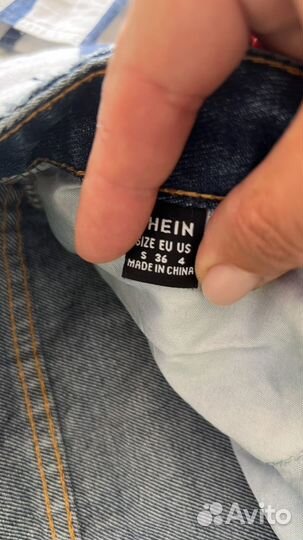 HEIN
SIZE EU US
S 36 4
MADE IN CHINA
Avito